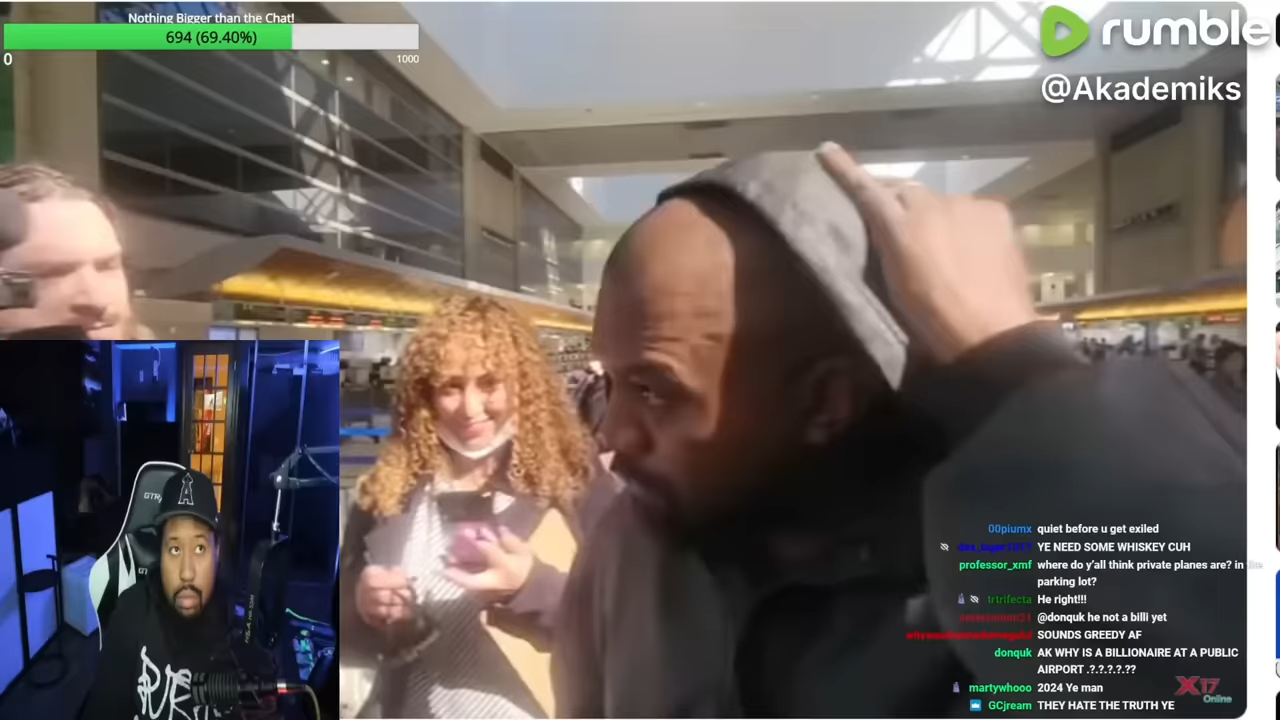 Nothing Bigger than the Chat!
694 (69.40%)
0
1000
rumble
@Akademiks
GTR
A
00piumx quiet before u get exiled
YE NEED SOME WHISKEY CUH
professor_xmf where do y'all think private planes are? in the
parking lot?
trtrifecta He right!!!
@donquk he not a billi yet
SOUNDS GREEDY AF
donquk AK WHY IS A BILLIONAIRE AT A PUBLIC
AIRPORT .?.?.?.?.??
martywhooo 2024 Ye man
GCjream THEY HATE THE TRUTH YE
X17
Online